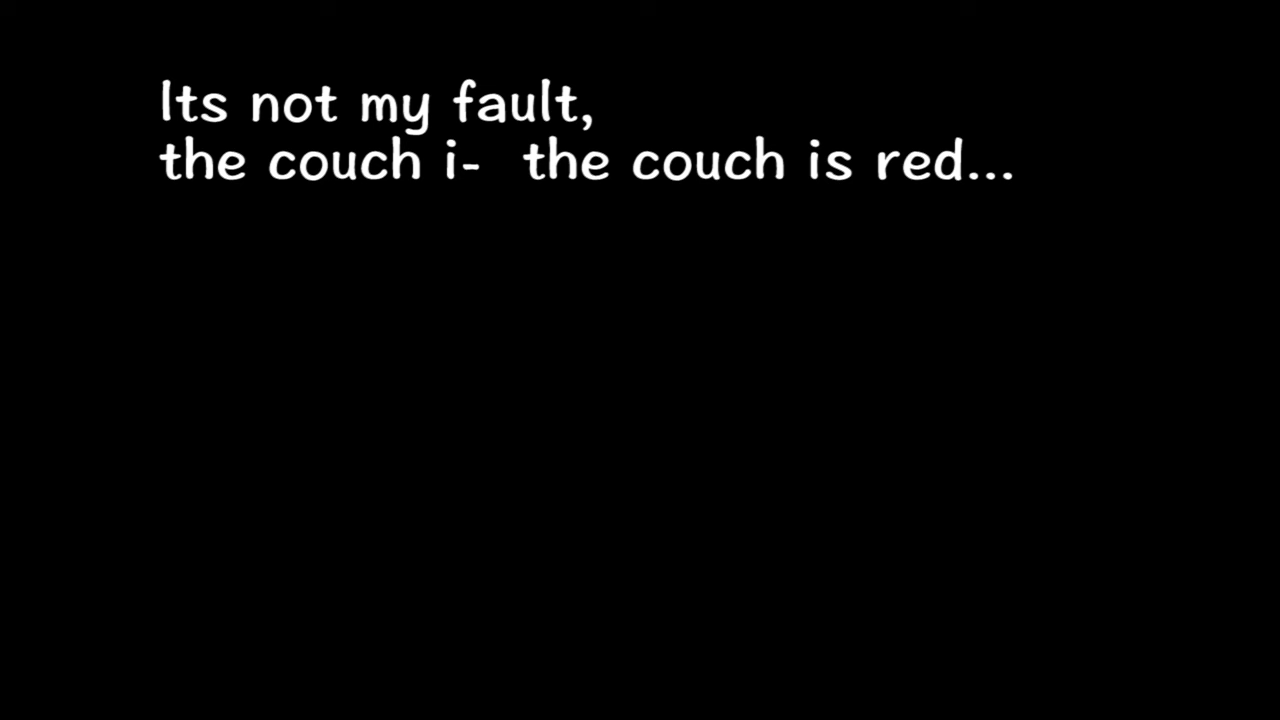 Its not my fault,
the couch i-  the couch is red...